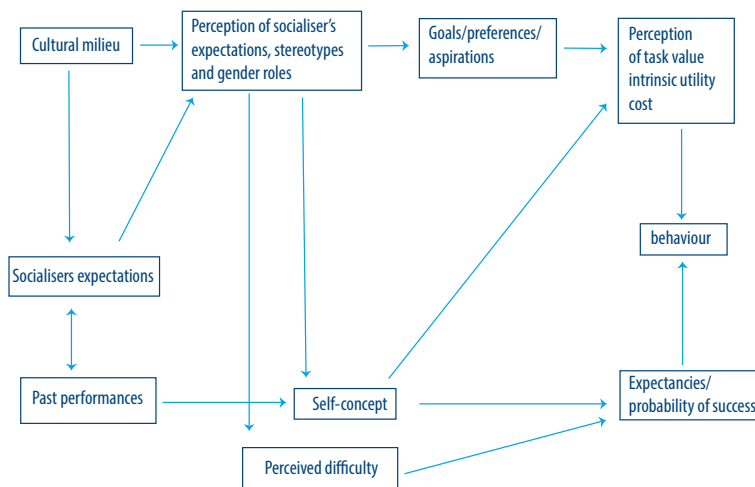 Cultural milieu
Perception of socialiser's
expectations, stereotypes
and gender roles
Goals/preferences/
aspirations
Perception
of task value
intrinsic utility
cost
behaviour
Socialisers expectations
Past performances
Self-concept
Expectancies/
probability of success
Perceived difficulty